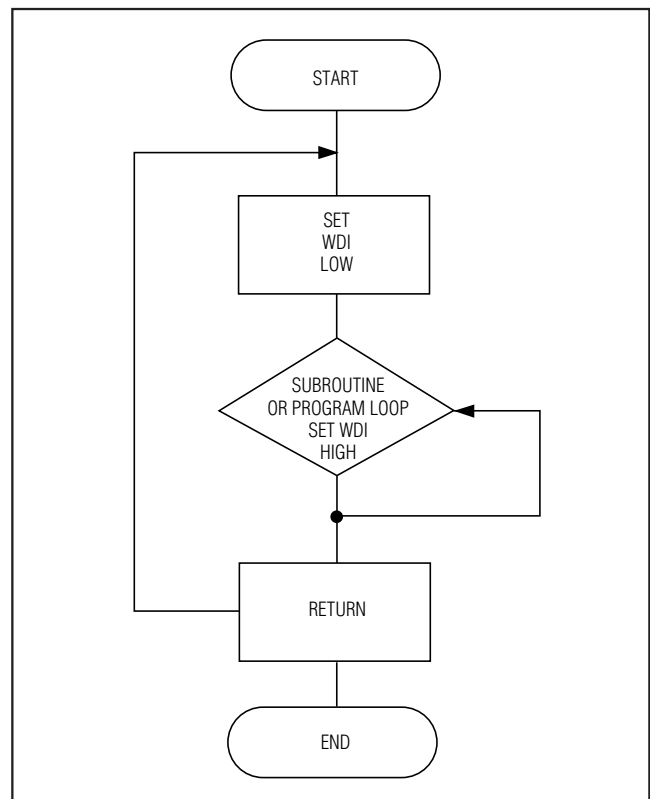 START
SET
WDI
LOW
SUBROUTINE
OR PROGRAM LOOP
SET WDI
HIGH
RETURN
END